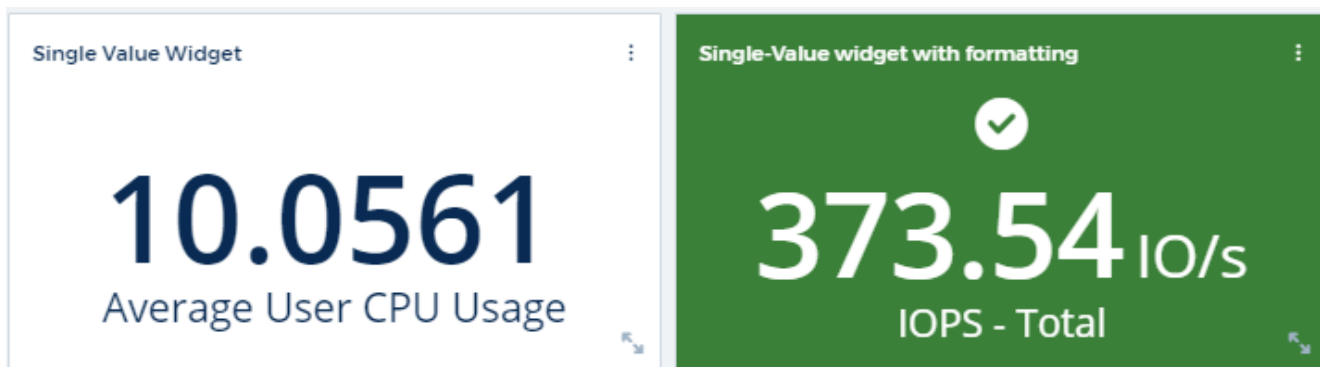 Single Value Widget
10.0561
Average User CPU Usage
Single-Value widget with formatting
373.54 IO/s
IOPS - Total